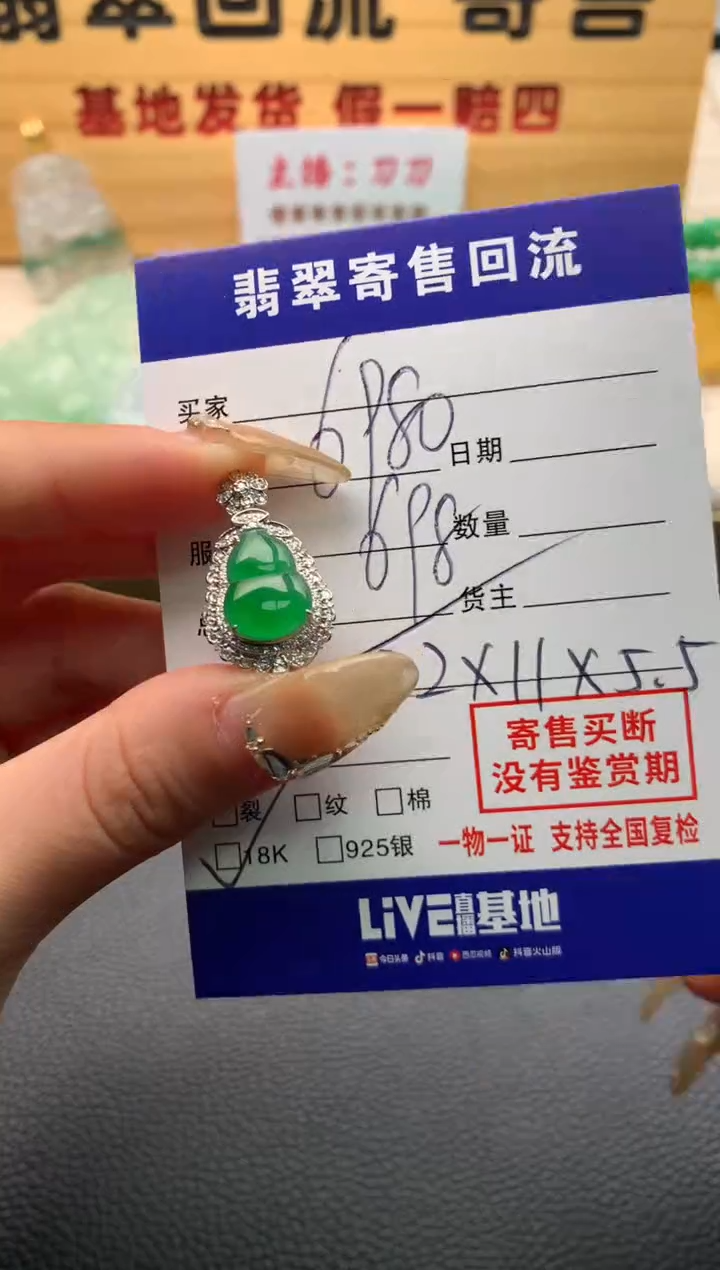 翡翠回流 寄售
基地发货 假一赔四
主播：刀刀
翡翠寄售回流
买家
6980
日期
服
698
数量
货主
2X11X5.5
寄售买断
没有鉴赏期
裂 纹 棉
18K 925银
一物一证 支持全国复检
LiVE直播基地
今日头条 抖音 西瓜视频 抖音火山版